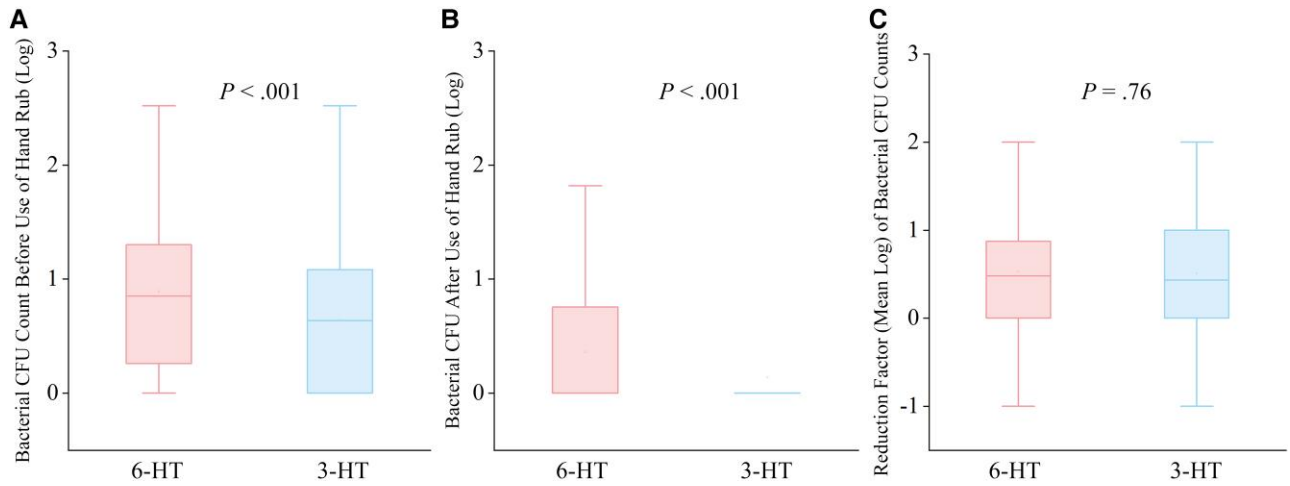 A
Bacterial CFU Count Before Use of Hand Rub (Log)
3
2
1
0
P < .001
6-HT
3-HT
B
Bacterial CFU After Use of Hand Rub (Log)
3
2
1
0
P < .001
6-HT
3-HT
C
Reduction Factor (Mean Log) of Bacterial CFU Counts
3
2
1
0
-1
P = .76
6-HT
3-HT